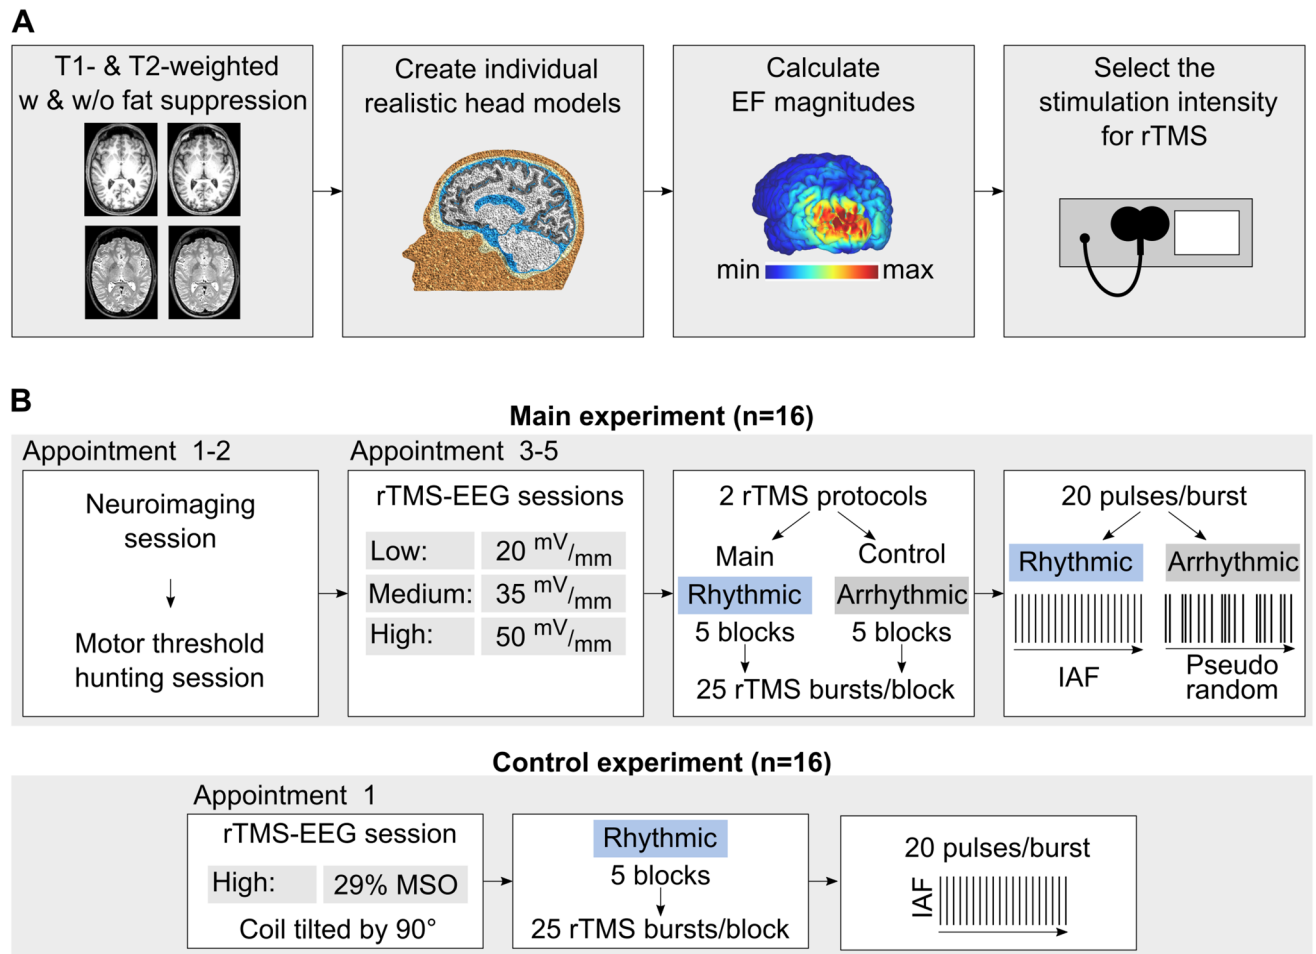 A
T1- & T2-weighted
w & w/o fat suppression
Create individual
realistic head models
Calculate
EF magnitudes
min
max
Select the
stimulation intensity
for rTMS
B
Main experiment (n=16)
Appointment 1-2
Neuroimaging
session
Motor threshold
hunting session
Appointment 3-5
rTMS-EEG sessions
Low: 20 mV/mm
Medium: 35 mV/mm
High: 50 mV/mm
2 rTMS protocols
Main
Control
Rhythmic
Arrhythmic
5 blocks
5 blocks
25 rTMS bursts/block
20 pulses/burst
Rhythmic
Arrhythmic
IAF
Pseudo
random
Control experiment (n=16)
Appointment 1
rTMS-EEG session
High: 29% MSO
Coil tilted by 90°
Rhythmic
5 blocks
25 rTMS bursts/block
20 pulses/burst
IAF